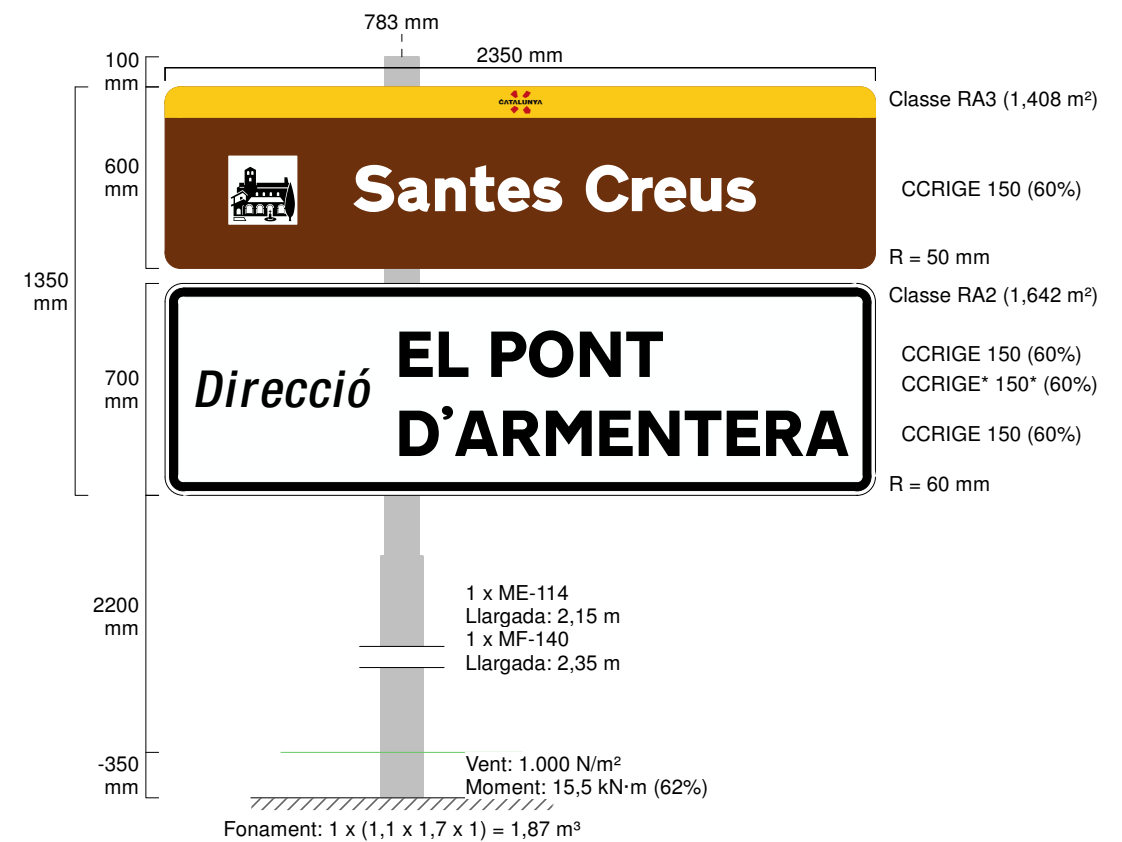 783 mm
100
mm
2350 mm
CATALUNYA
Classe RA3 (1,408 m²)
600
mm
Santes Creus
CCRIGE 150 (60%)
R = 50 mm
1350
mm
Classe RA2 (1,642 m²)
700
mm
Direcció
EL PONT
D’ARMENTERA
CCRIGE 150 (60%)
CCRIGE* 150* (60%)
CCRIGE 150 (60%)
R = 60 mm
2200
mm
1 x ME-114
Llargada: 2,15 m
1 x MF-140
Llargada: 2,35 m
-350
mm
Vent: 1.000 N/m²
Moment: 15,5 kN·m (62%)
Fonament: 1 x (1,1 x 1,7 x 1) = 1,87 m³